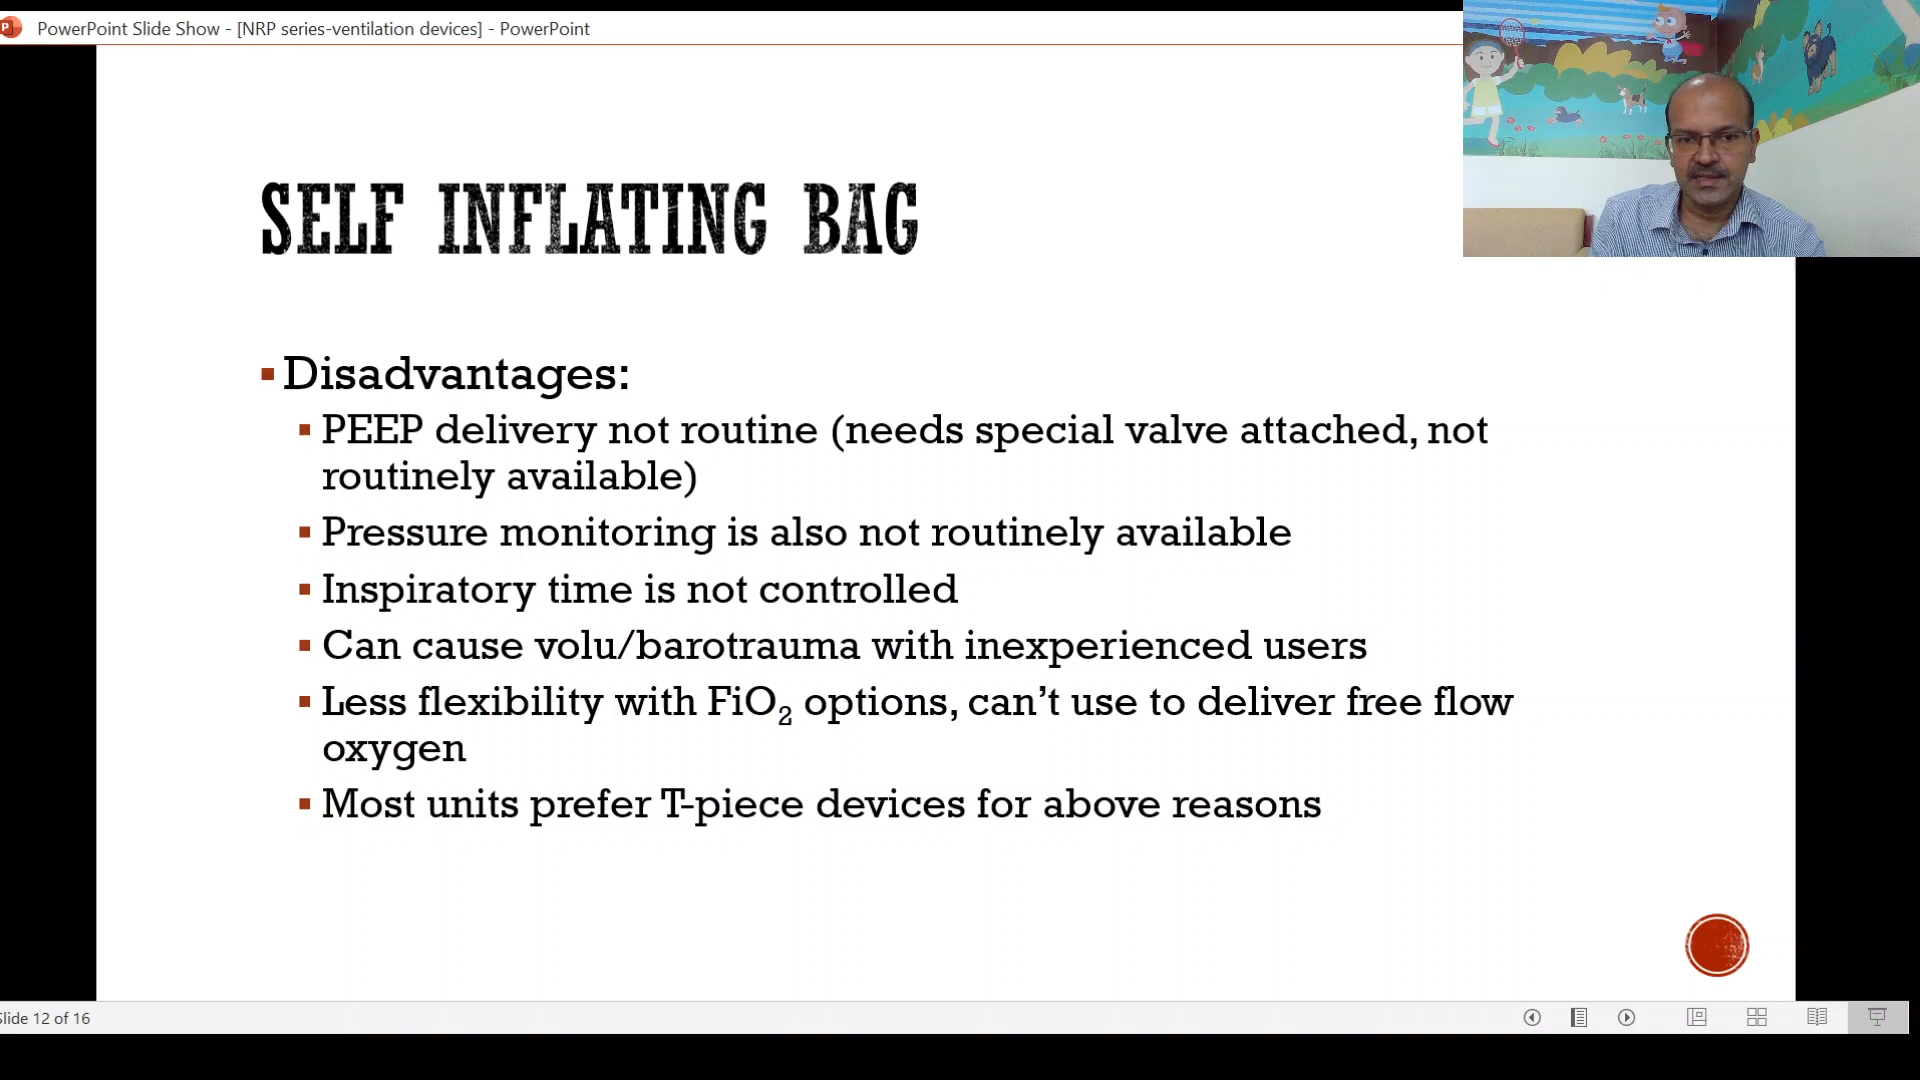 PowerPoint Slide Show - [NRP series-ventilation devices] - PowerPoint
SELF INFLATING BAG
Disadvantages:
PEEP delivery not routine (needs special valve attached, not
routinely available)
Pressure monitoring is also not routinely available
Inspiratory time is not controlled
Can cause volu/barotrauma with inexperienced users
Less flexibility with FiO₂ options, can’t use to deliver free flow
oxygen
Most units prefer T-piece devices for above reasons
Slide 12 of 16